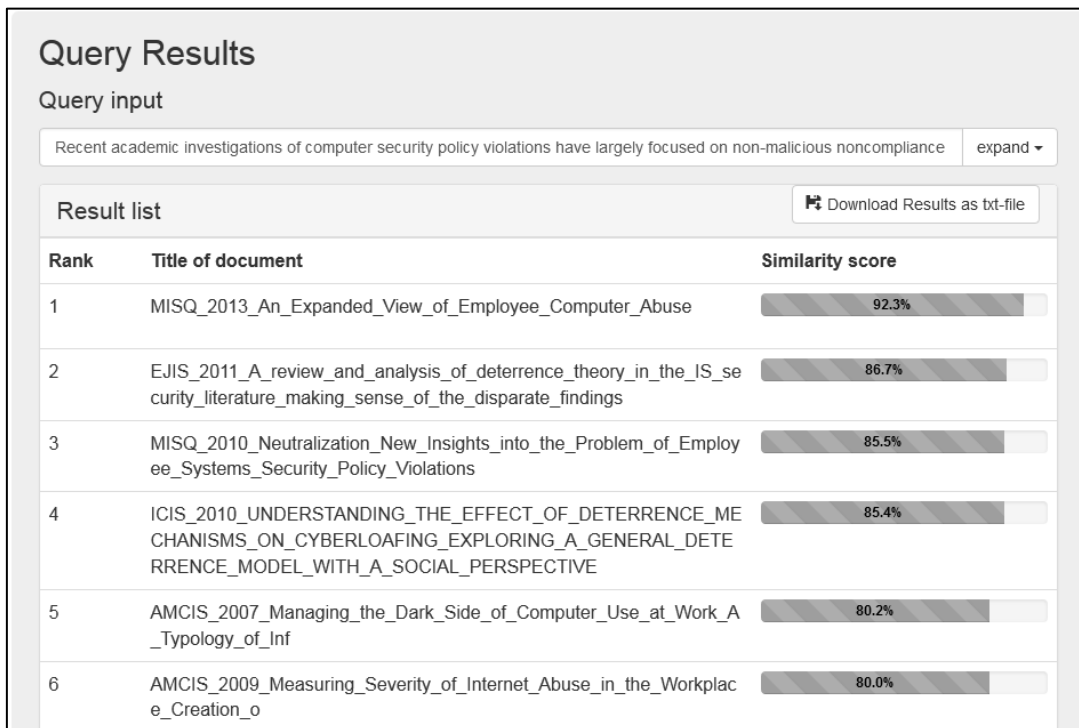 Query Results
Query input
Recent academic investigations of computer security policy violations have largely focused on non-malicious noncompliance
expand
Result list
Download Results as txt-file
Rank Title of document Similarity score
1 MISQ_2013_An_Expanded_View_of_Employee_Computer_Abuse 92.3%
2 EJIS_2011_A_review_and_analysis_of_deterrence_theory_in_the_IS_se 86.7%
curity_literature_making_sense_of_the_disparate_findings
3 MISQ_2010_Neutralization_New_Insights_into_the_Problem_of_Employ 85.5%
ee_Systems_Security_Policy_Violations
4 ICIS_2010_UNDERSTANDING_THE_EFFECT_OF_DETERRENCE_ME 85.4%
CHANISMS_ON_CYBERLOAFING_EXPLORING_A_GENERAL_DETE
RRENCE_MODEL_WITH_A_SOCIAL_PERSPECTIVE
5 AMCIS_2007_Managing_the_Dark_Side_of_Computer_Use_at_Work_A 80.2%
_Typology_of_Inf
6 AMCIS_2009_Measuring_Severity_of_Internet_Abuse_in_the_Workplac 80.0%
e_Creation_o